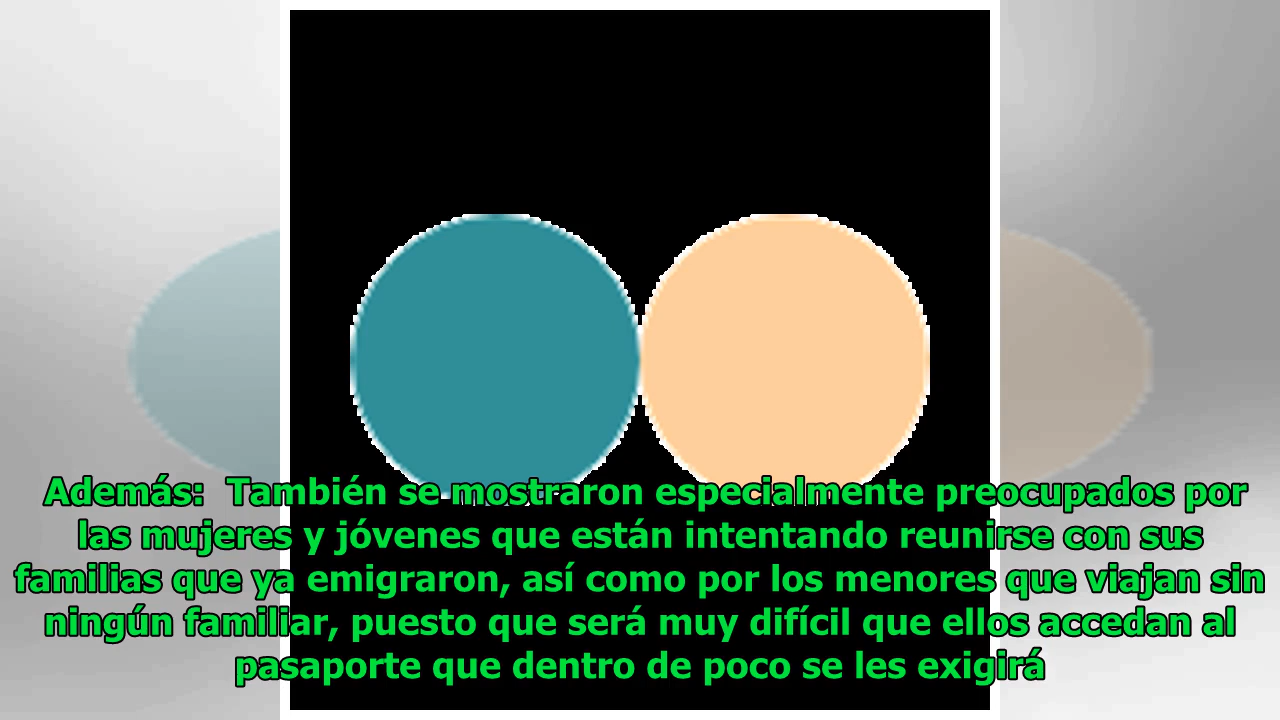 Además:  También se mostraron especialmente preocupados por
las mujeres y jóvenes que están intentando reunirse con sus
familias que ya emigraron, así como por los menores que viajan sin
ningún familiar, puesto que será muy difícil que ellos accedan al
pasaporte que dentro de poco se les exigirá